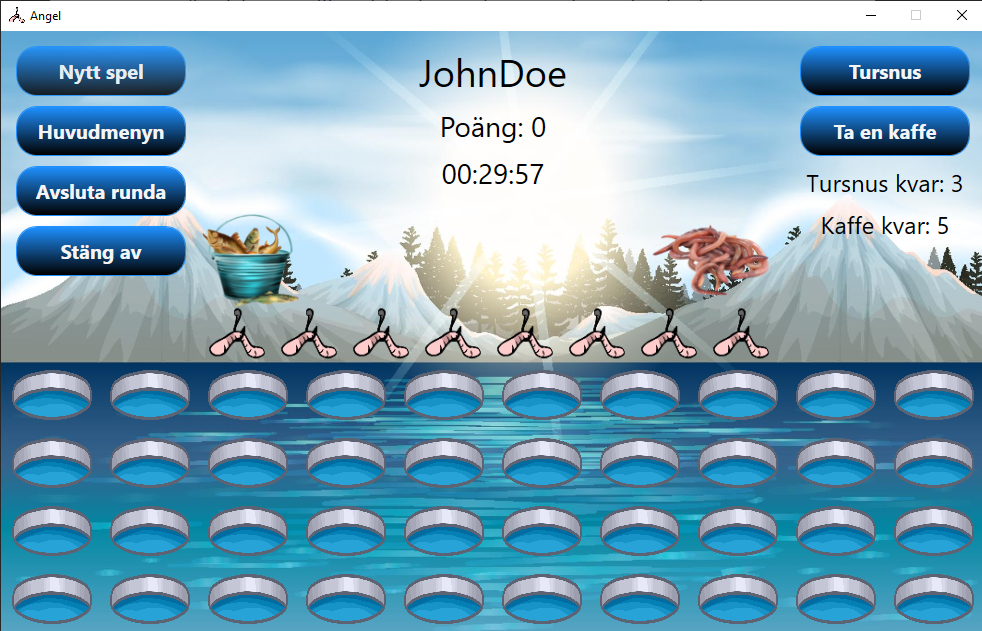 Angel
Nytt spel
Huvudmenyn
Avsluta runda
Stäng av
JohnDoe
Poäng: 0
00:29:57
Tursnus
Ta en kaffe
Tursnus kvar: 3
Kaffe kvar: 5